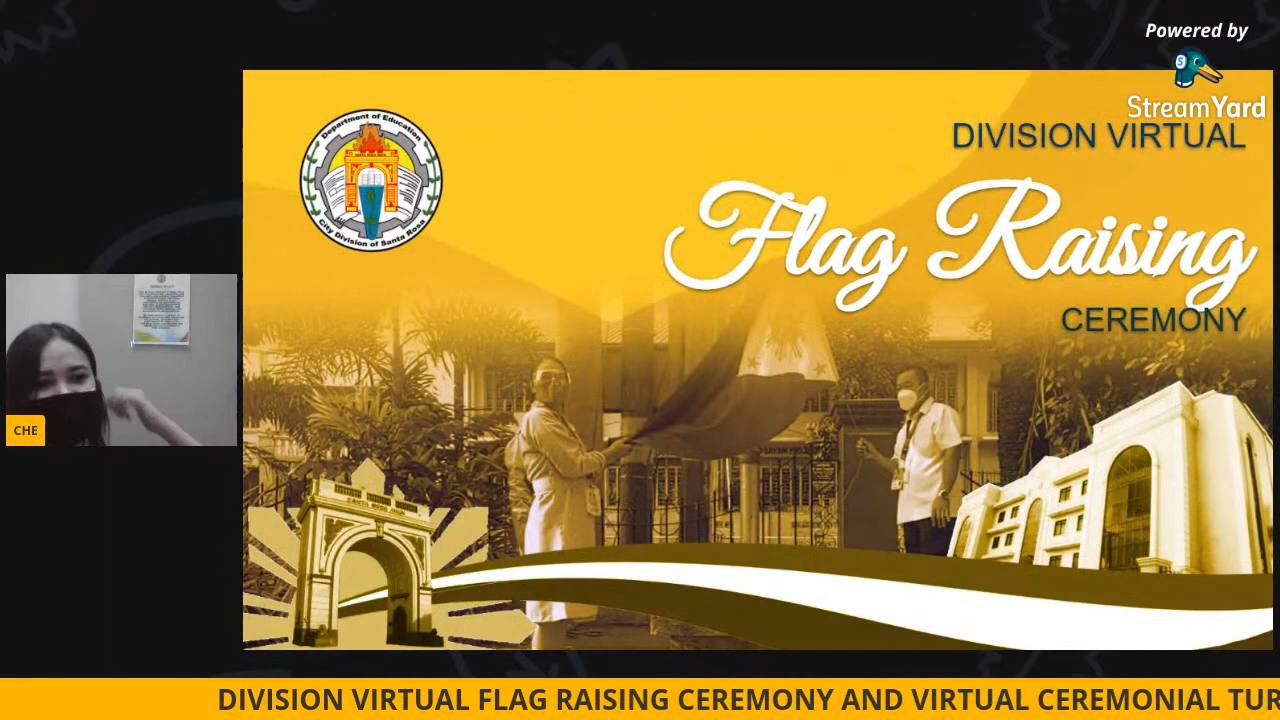 Powered by
StreamYard
Department of Education
City Division of Santa Rosa
DIVISION VIRTUAL
Flag Raising
CEREMONY
CHE
DIVISION VIRTUAL FLAG RAISING CEREMONY AND VIRTUAL CEREMONIAL TUR